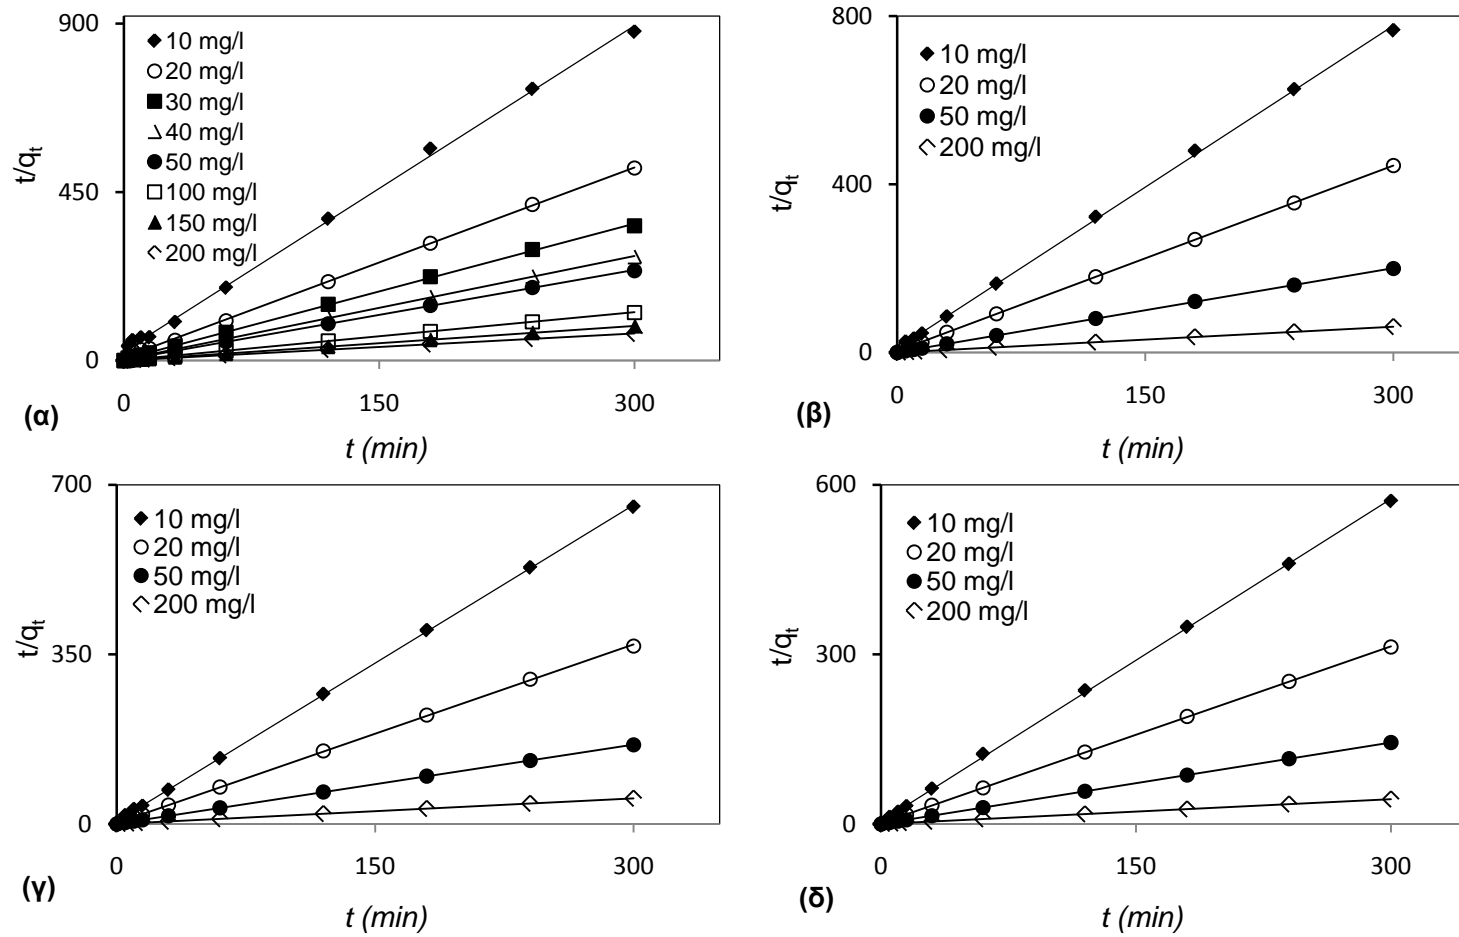 900
450
0
t/qt
10 mg/l
20 mg/l
30 mg/l
40 mg/l
50 mg/l
100 mg/l
150 mg/l
200 mg/l
0
150
300
(α)
t (min)
800
400
0
t/qt
10 mg/l
20 mg/l
50 mg/l
200 mg/l
0
150
300
(β)
t (min)
700
350
0
t/qt
10 mg/l
20 mg/l
50 mg/l
200 mg/l
0
150
300
(γ)
t (min)
600
300
0
t/qt
10 mg/l
20 mg/l
50 mg/l
200 mg/l
0
150
300
(δ)
t (min)